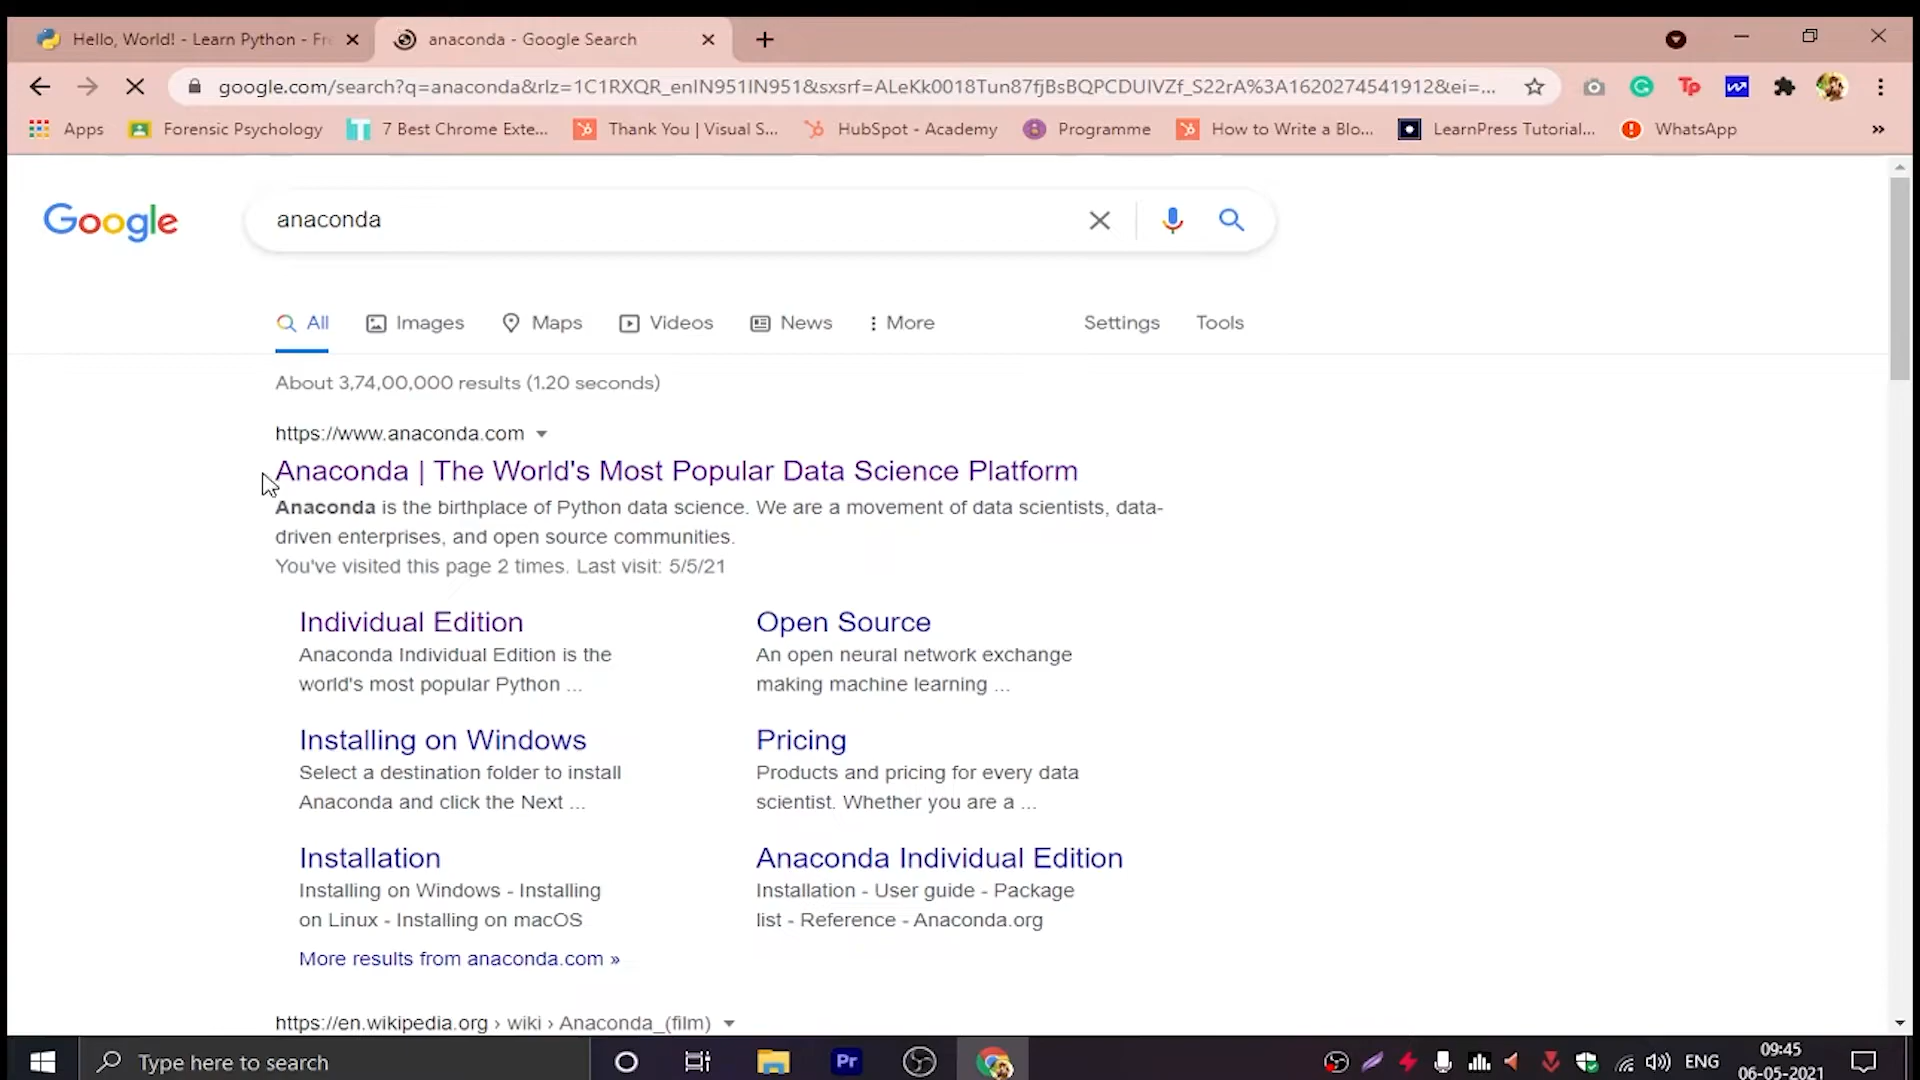 Hello, World! - Learn Python - Fr
anaconda - Google Search
google.com/search?q=anaconda&rlz=1C1RXQR_enIN951IN951&sxsrf=ALeKk0018Tun87fjBsBQPCDUIVZf_S22rA%3A1620274541912&ei=...
Apps Forensic Psychology 7 Best Chrome Exte... Thank You | Visual S... HubSpot - Academy Programme How to Write a Blo... LearnPress Tutorial... WhatsApp »
Google
anaconda
All Images Maps Videos News More Settings Tools
About 3,74,00,000 results (1.20 seconds)
https://www.anaconda.com
Anaconda | The World's Most Popular Data Science Platform
Anaconda is the birthplace of Python data science. We are a movement of data scientists, data-
driven enterprises, and open source communities.
You've visited this page 2 times. Last visit: 5/5/21
Individual Edition
Anaconda Individual Edition is the
world's most popular Python ...
Open Source
An open neural network exchange
making machine learning ...
Installing on Windows
Select a destination folder to install
Anaconda and click the Next ...
Pricing
Products and pricing for every data
scientist. Whether you are a ...
Installation
Installing on Windows - Installing
on Linux - Installing on macOS
Anaconda Individual Edition
Installation - User guide - Package
list - Reference - Anaconda.org
More results from anaconda.com »
https://en.wikipedia.org › wiki › Anaconda_(film)
Type here to search
Pr
ENG
09:45
06-05-2021